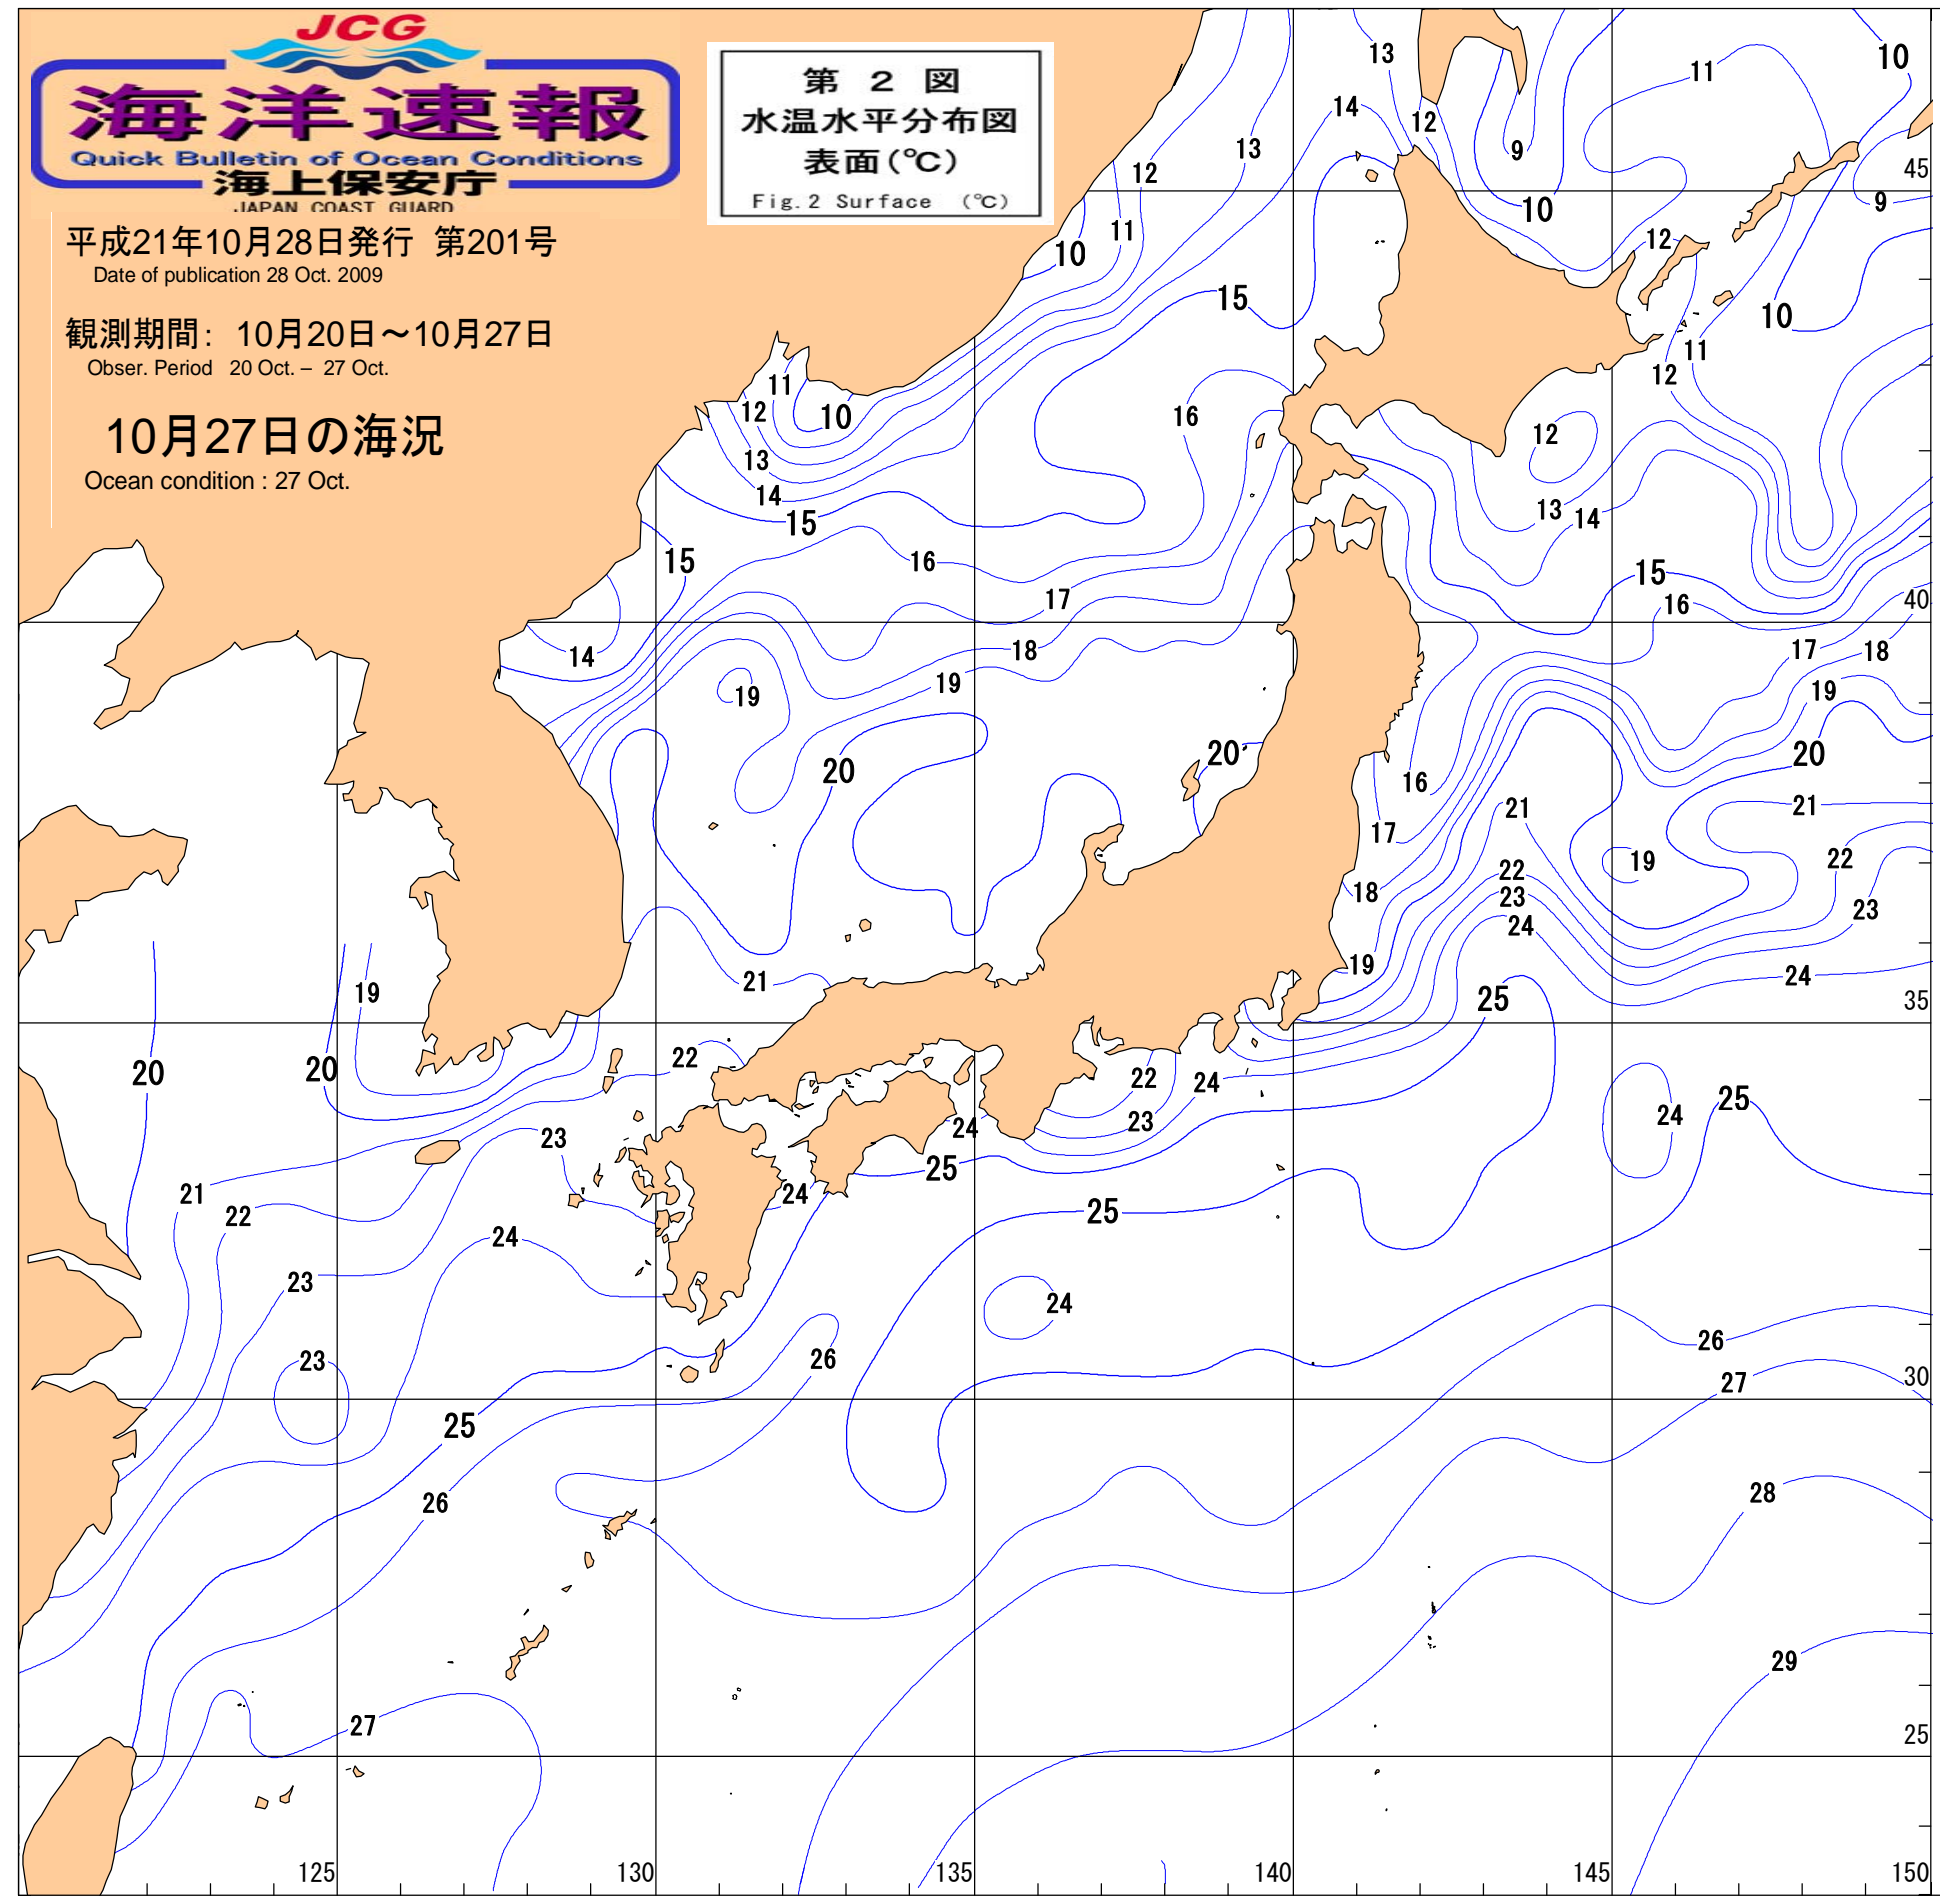 JCG
海洋速報
Quick Bulletin of Ocean Conditions
海上保安庁
JAPAN COAST GUARD
平成21年10月28日発行 第201号
Date of publication 28 Oct. 2009
観測期間: 10月20日～10月27日
Obser. Period 20 Oct. – 27 Oct.
10月27日の海況
Ocean condition : 27 Oct.
第 2 図
水温水平分布図
表面(℃)
Fig.2 Surface (℃)
13 11 10
14 12
13 9
12 45
10 9
11 12
10
15 10
11
11 12
16
12 10 12
13
14 13 14
15
15 16 15
17 16 40
14 18 17 18
19 19 19
20 20 20
16
21 21
17
19 22
18 22
23 23
24
21 19
19 24
25 35
22
20 20 22 24
24 25
23 24 23
25
21 24
22 25
24
23 24
26
23 26
27 30
25
26 28
29
27 25
125 130 135 140 145 150